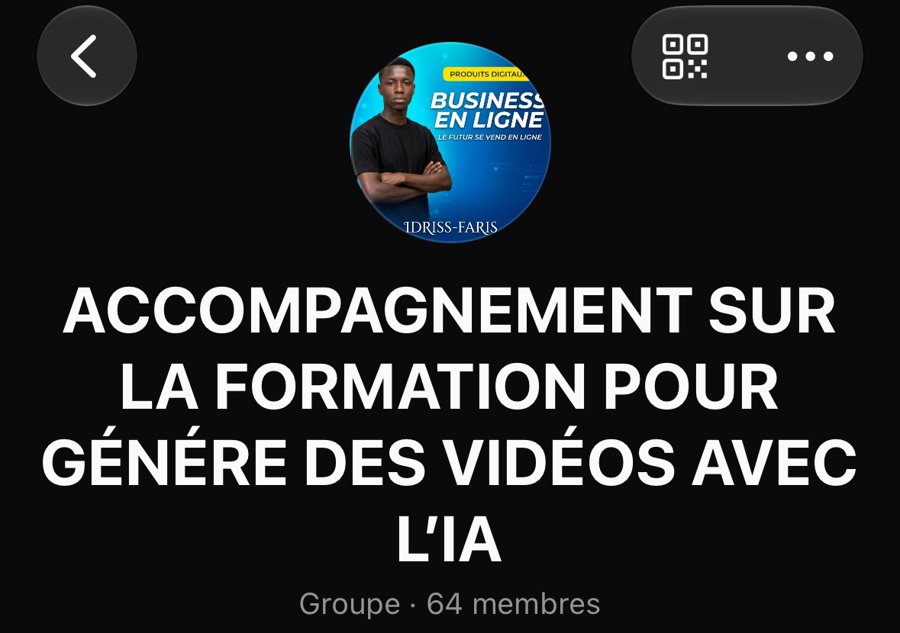 PRODUITS DIGITAUX
BUSINESS
EN LIGNE
LE FUTUR SE VEND EN LIGNE
IDRISS-FARIS
ACCOMPAGNEMENT SUR
LA FORMATION POUR
GÉNÉRE DES VIDÉOS AVEC
L’IA
Groupe · 64 membres